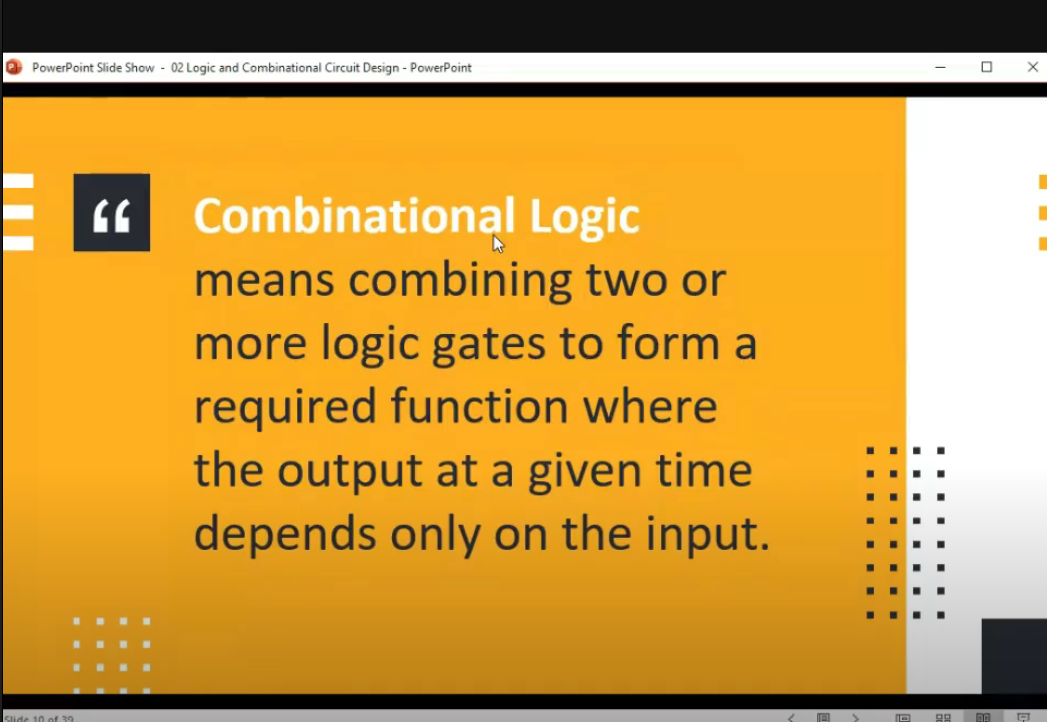 PowerPoint Slide Show - 02 Logic and Combinational Circuit Design - PowerPoint
“
Combinational Logic
means combining two or
more logic gates to form a
required function where
the output at a given time
depends only on the input.
Slide 10 of 39